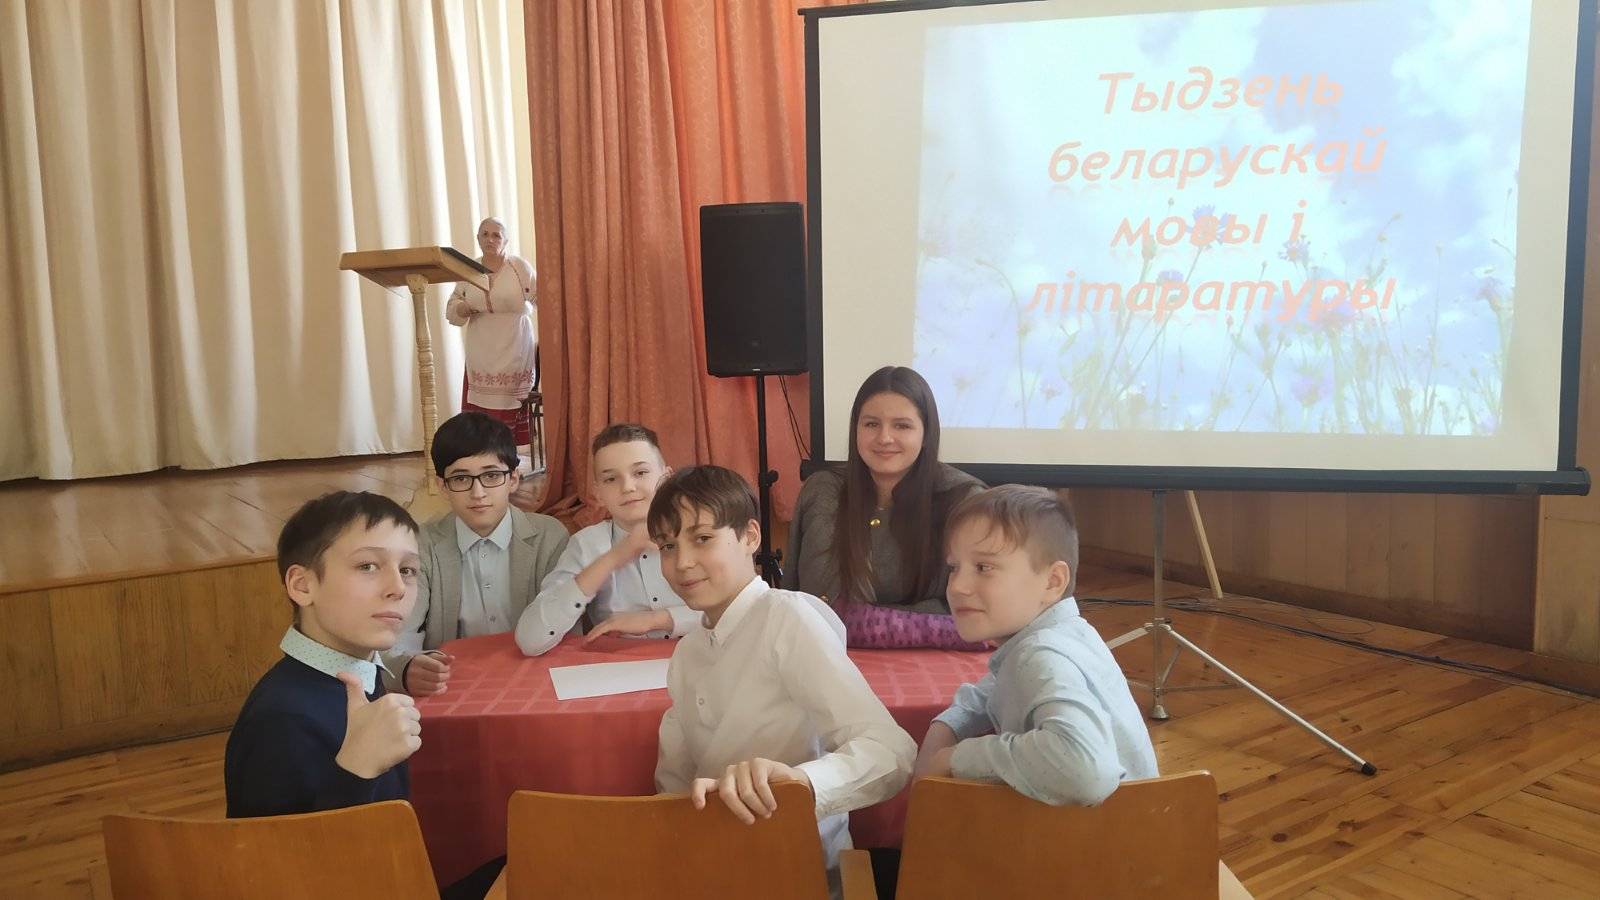 Тыдзень
беларускай
мовы і
літаратуры